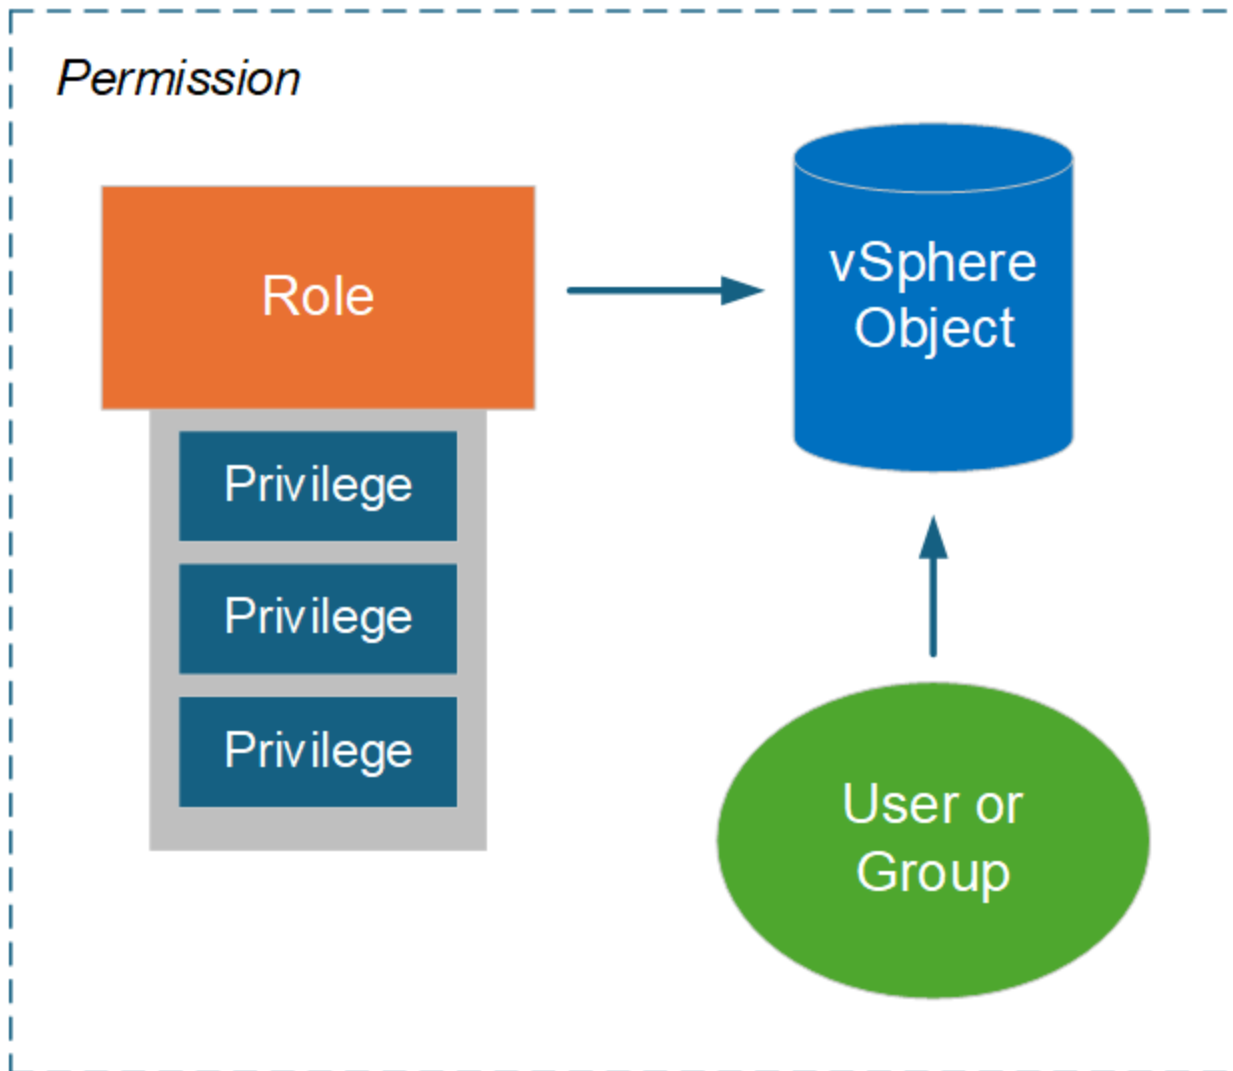 Permission
Role
vSphere
Object
Privilege
Privilege
Privilege
User or
Group